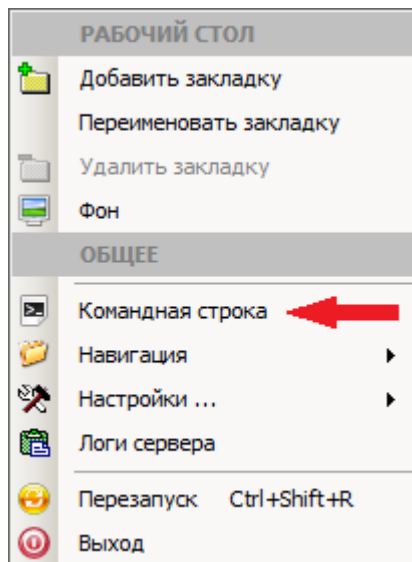 РАБОЧИЙ СТОЛ
Добавить закладку
Переименовать закладку
Удалить закладку
Фон
ОБЩЕЕ
Командная строка
Навигация
Настройки ...
Логи сервера
Перезапуск Ctrl+Shift+R
Выход